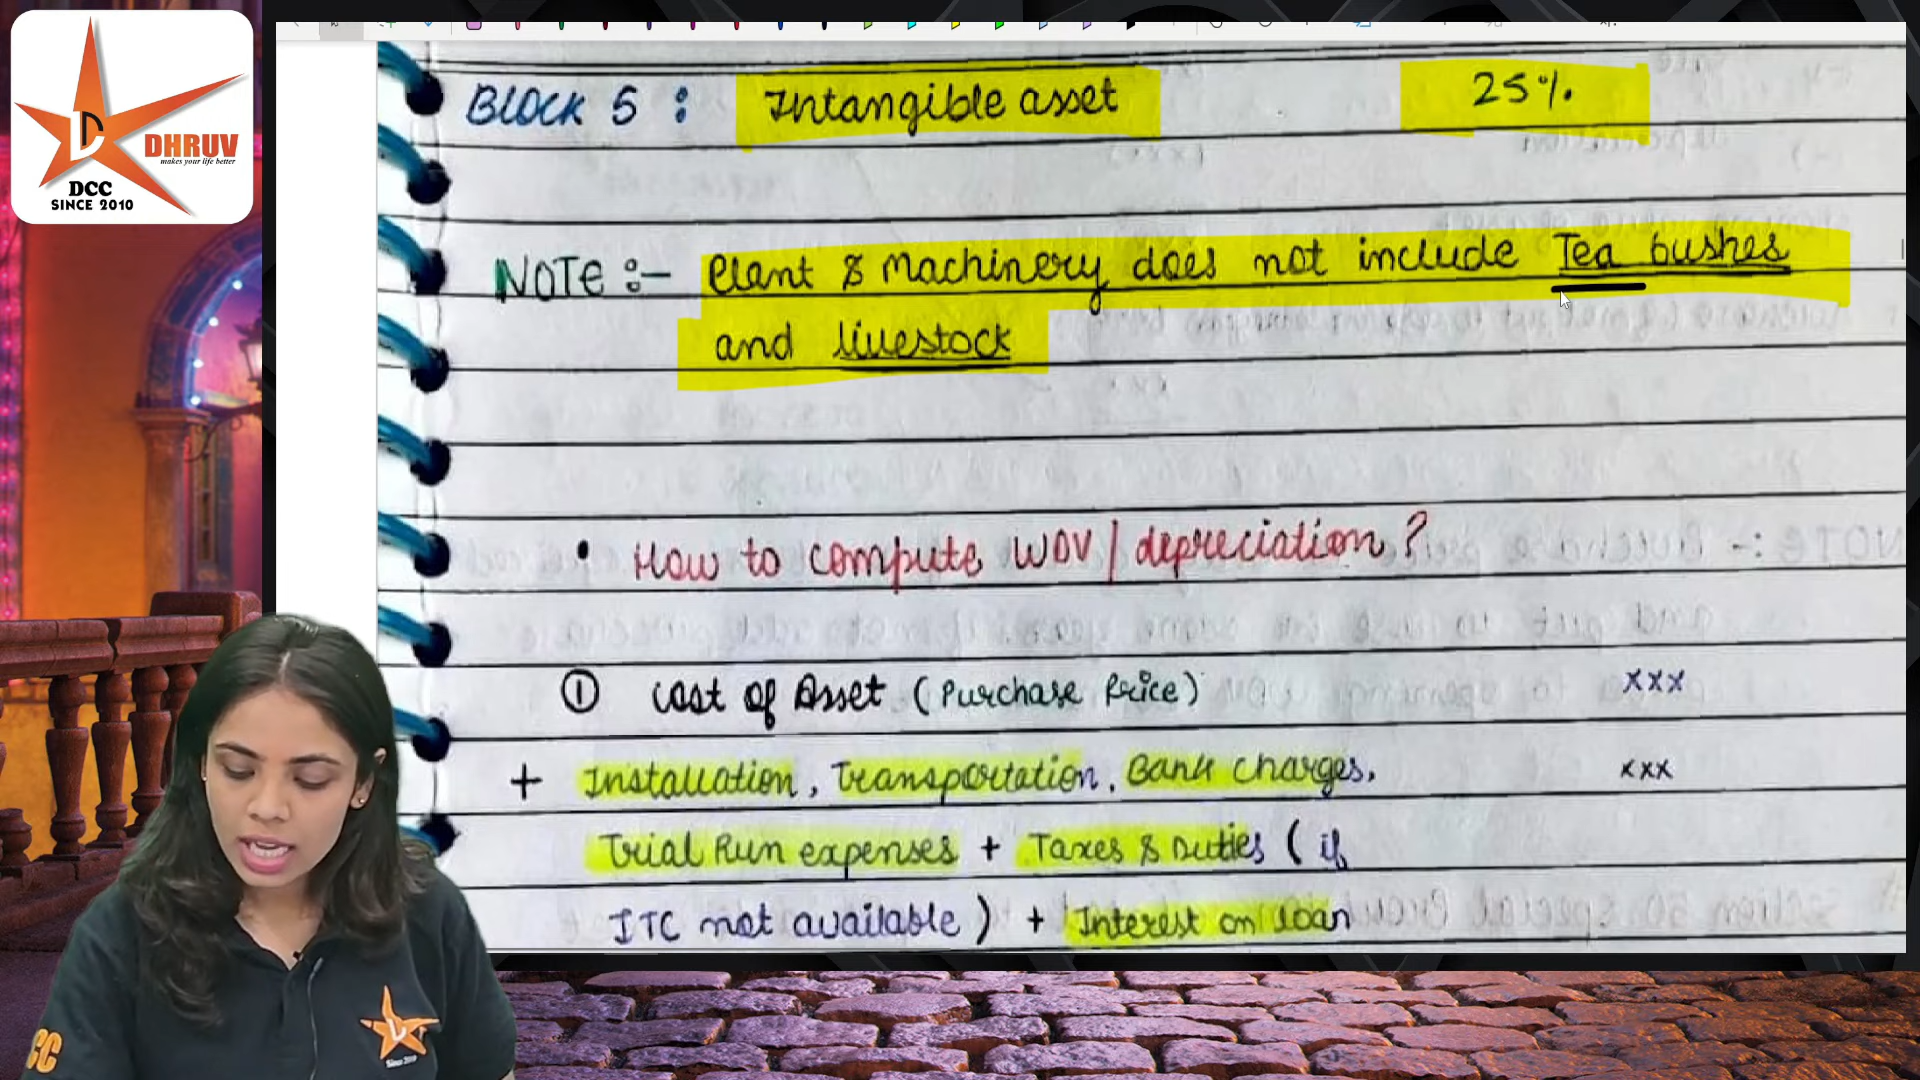 DHRUV
makes your life better
DCC
SINCE 2010
BLOCK 5 : Intangible asset 25%.
NOTE :- Plant & Machinery does not include Tea bushes
and livestock
• How to compute WDV / depreciation ?
① Cost of Asset (Purchase Price) xxx
+ Installation, Transportation, Bank charges, xxx
Trial Run expenses + Taxes & Duties ( if
ITC not available ) + Interest on loan